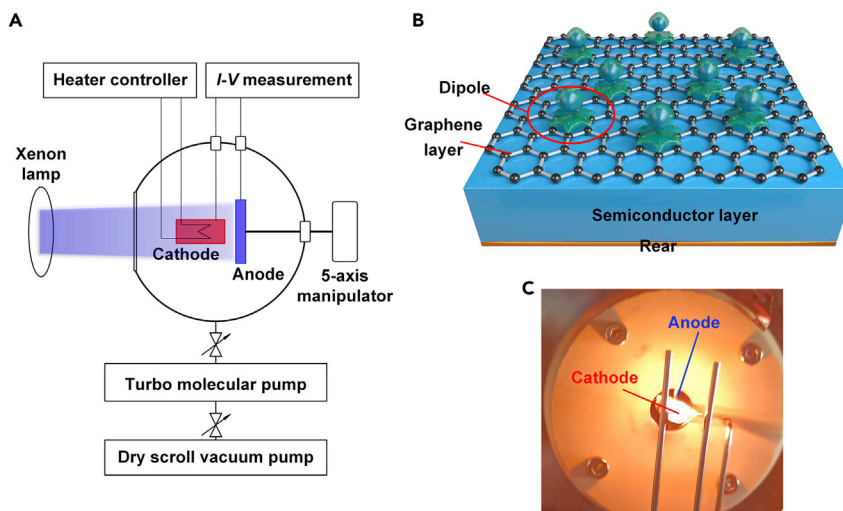 A
Heater controller
I-V measurement
Xenon
lamp
Cathode
Anode
5-axis
manipulator
Turbo molecular pump
Dry scroll vacuum pump
B
Dipole
Graphene
layer
Semiconductor layer
Rear
C
Anode
Cathode